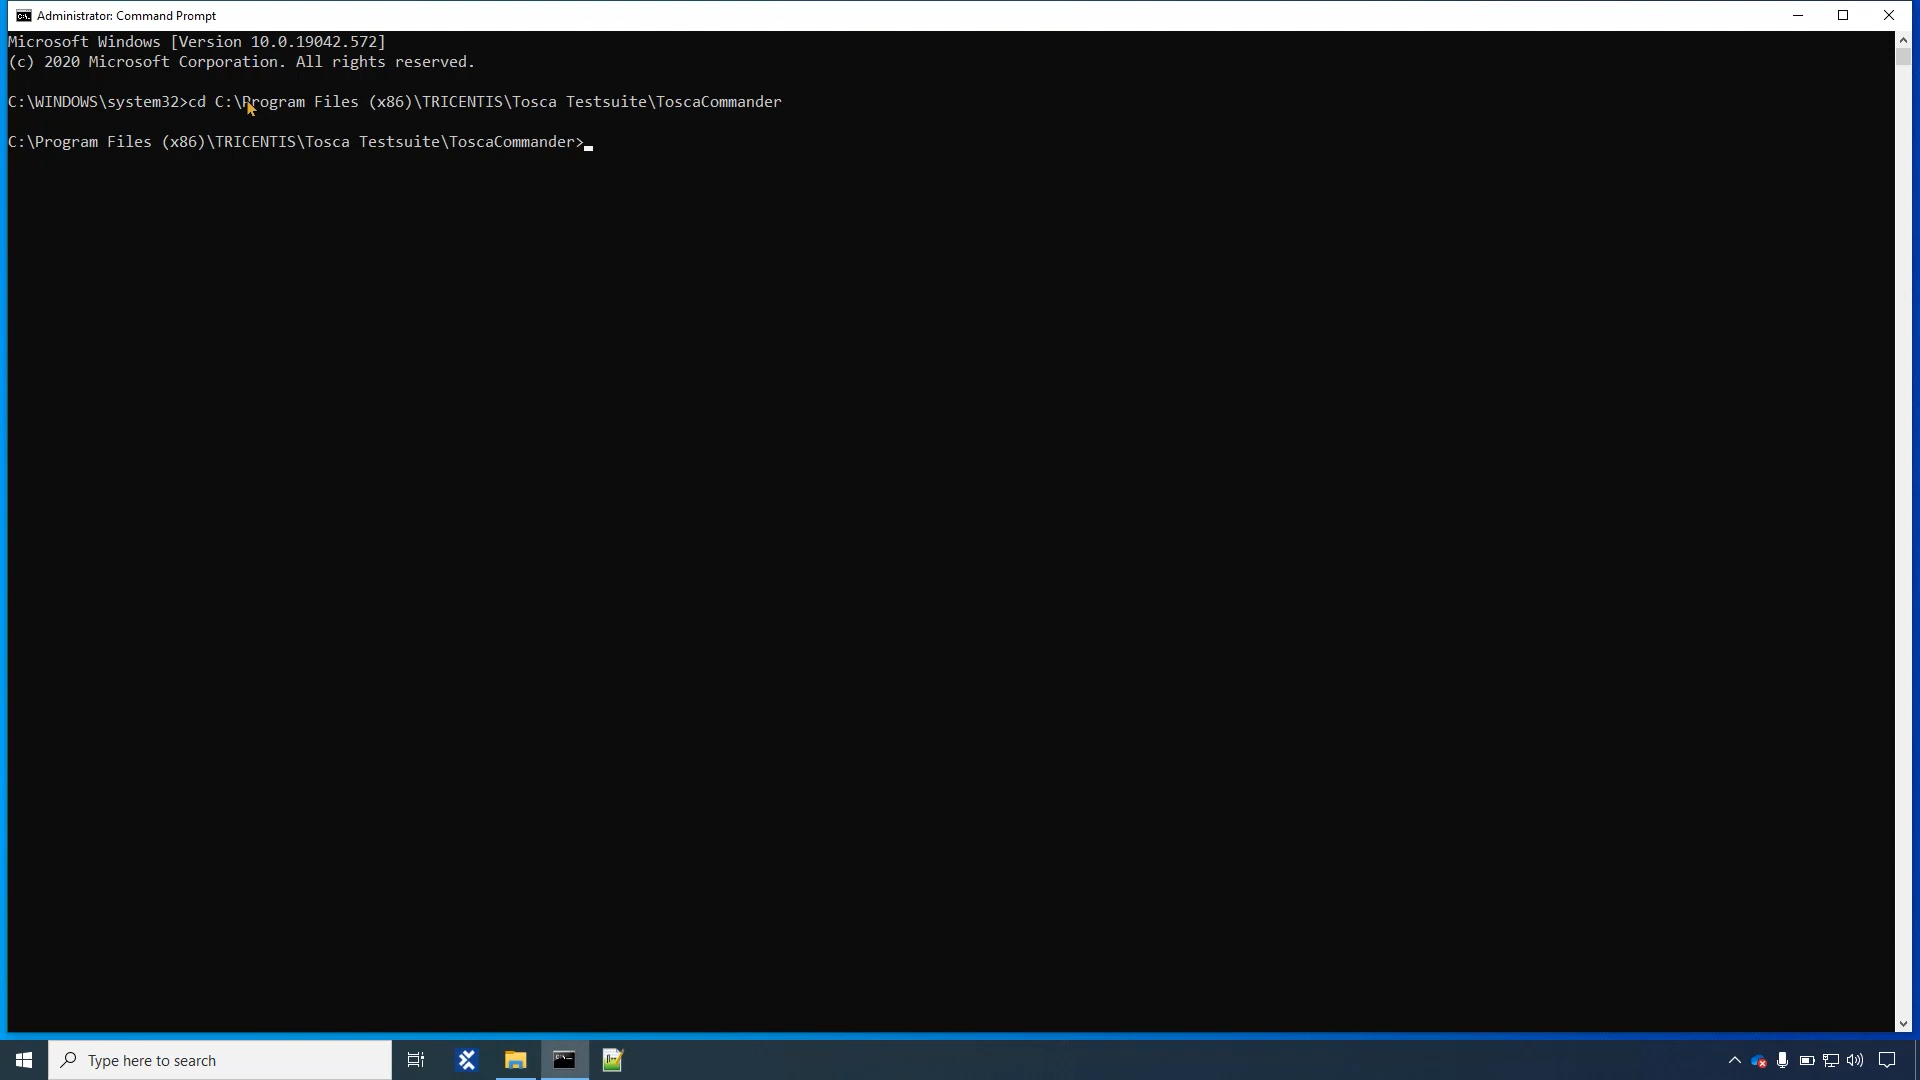 Administrator: Command Prompt
Microsoft Windows [Version 10.0.19042.572]
(c) 2020 Microsoft Corporation. All rights reserved.
C:\WINDOWS\system32>cd C:\Program Files (x86)\TRICENTIS\Tosca Testsuite\ToscaCommander
C:\Program Files (x86)\TRICENTIS\Tosca Testsuite\ToscaCommander>
Type here to search